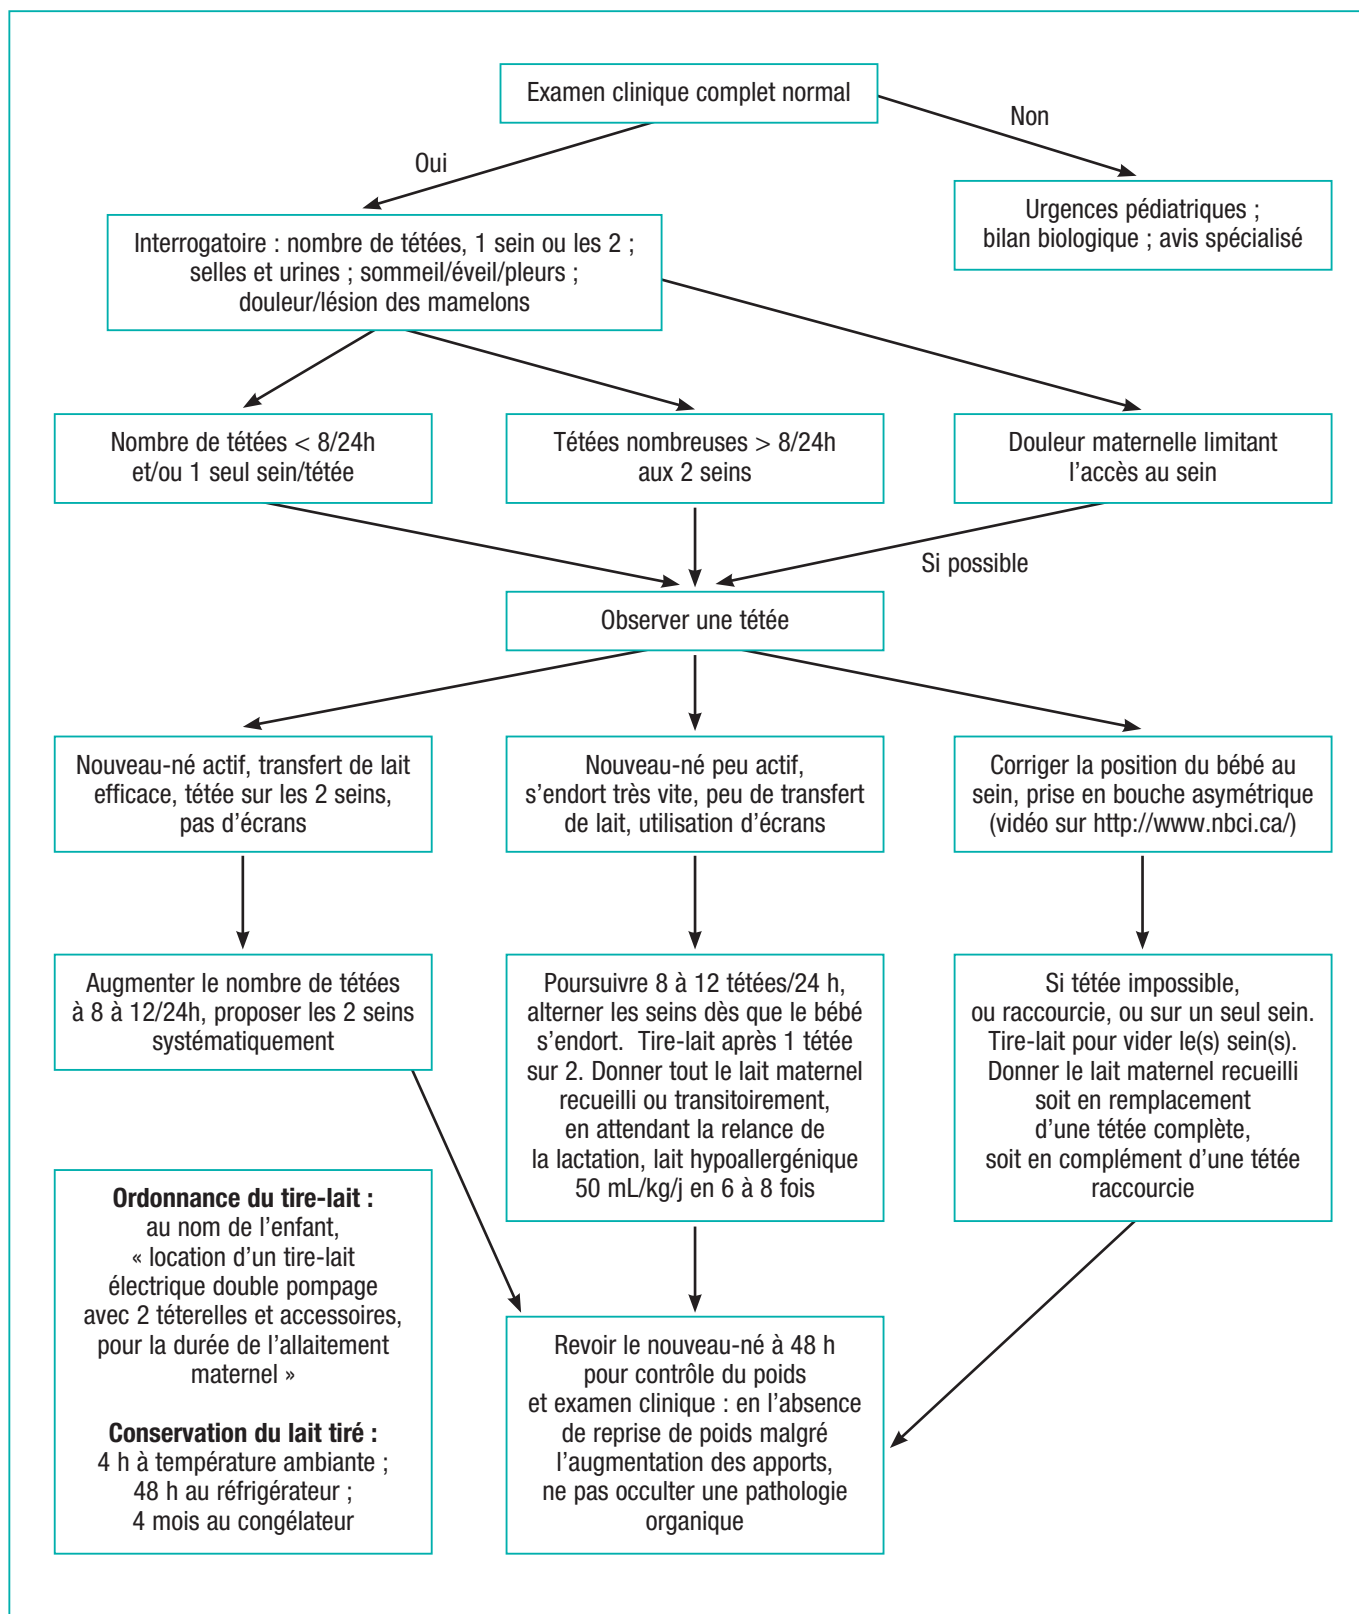 Examen clinique complet normal
Non
Oui
Urgences pédiatriques ;
bilan biologique ; avis spécialisé
Interrogatoire : nombre de tétées, 1 sein ou les 2 ;
selles et urines ; sommeil/éveil/pleurs ;
douleur/lésion des mamelons
Nombre de tétées < 8/24h
et/ou 1 seul sein/tétée
Tétées nombreuses > 8/24h
aux 2 seins
Douleur maternelle limitant
l’accès au sein
Si possible
Observer une tétée
Nouveau-né actif, transfert de lait
efficace, tétée sur les 2 seins,
pas d’écrans
Nouveau-né peu actif,
s’endort très vite, peu de transfert
de lait, utilisation d’écrans
Corriger la position du bébé au
sein, prise en bouche asymétrique
(vidéo sur http://www.nbci.ca/)
Augmenter le nombre de tétées
à 8 à 12/24h, proposer les 2 seins
systématiquement
Poursuivre 8 à 12 tétées/24 h,
alterner les seins dès que le bébé
s’endort. Tire-lait après 1 tétée
sur 2. Donner tout le lait maternel
recueilli ou transitoirement,
en attendant la relance de
la lactation, lait hypoallergénique
50 mL/kg/j en 6 à 8 fois
Si tétée impossible,
ou raccourcie, ou sur un seul sein.
Tire-lait pour vider le(s) sein(s).
Donner le lait maternel recueilli
soit en remplacement
d’une tétée complète,
soit en complément d’une tétée
raccourcie
Ordonnance du tire-lait :
au nom de l’enfant,
« location d’un tire-lait
électrique double pompage
avec 2 téterelles et accessoires,
pour la durée de l’allaitement
maternel »
Conservation du lait tiré :
4 h à température ambiante ;
48 h au réfrigérateur ;
4 mois au congélateur
Revoir le nouveau-né à 48 h
pour contrôle du poids
et examen clinique : en l’absence
de reprise de poids malgré
l’augmentation des apports,
ne pas occulter une pathologie
organique